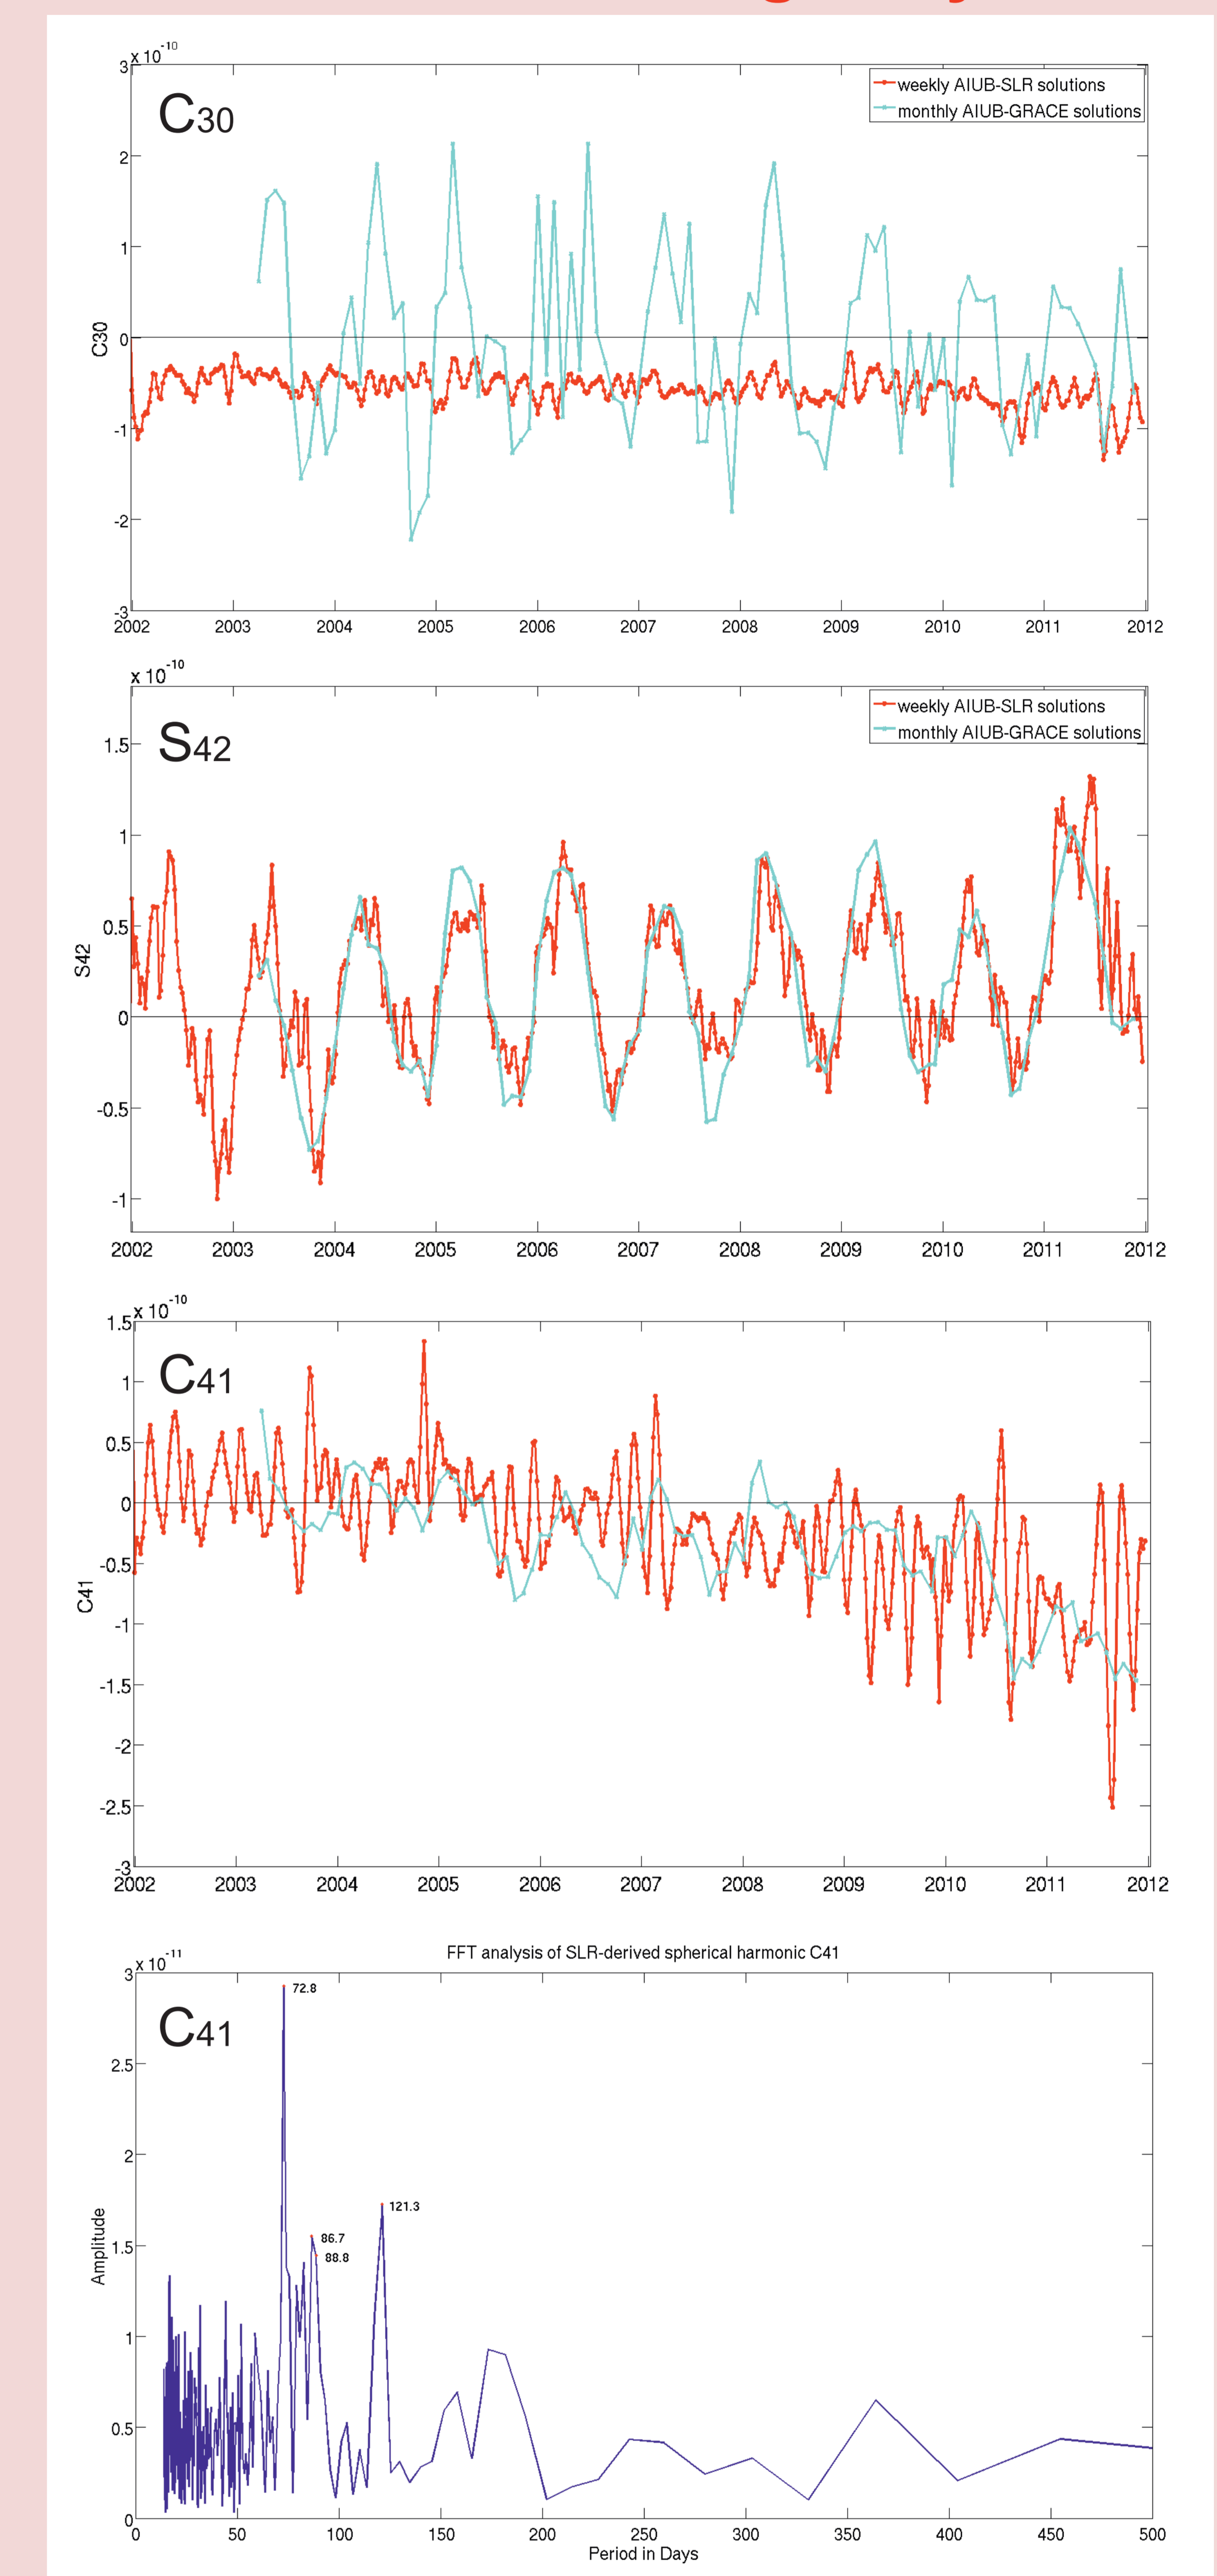 x 10-10
3
2
1
0
-1
-2
-3
C30
C30
weekly AIUB-SLR solutions
monthly AIUB-GRACE solutions
2002 2003 2004 2005 2006 2007 2008 2009 2010 2011 2012
x 10-10
1.5
1
0.5
0
-0.5
-1
S42
S42
weekly AIUB-SLR solutions
monthly AIUB-GRACE solutions
2002 2003 2004 2005 2006 2007 2008 2009 2010 2011 2012
x 10-10
1.5
1
0.5
0
-0.5
-1
-1.5
-2
-2.5
-3
C41
C41
2002 2003 2004 2005 2006 2007 2008 2009 2010 2011 2012
FFT analysis of SLR-derived spherical harmonic C41
x 10-11
3
2.5
2
1.5
1
0.5
0
C41
Amplitude
72.8
121.3
86.7
88.8
0 50 100 150 200 250 300 350 400 450 500
Period in Days